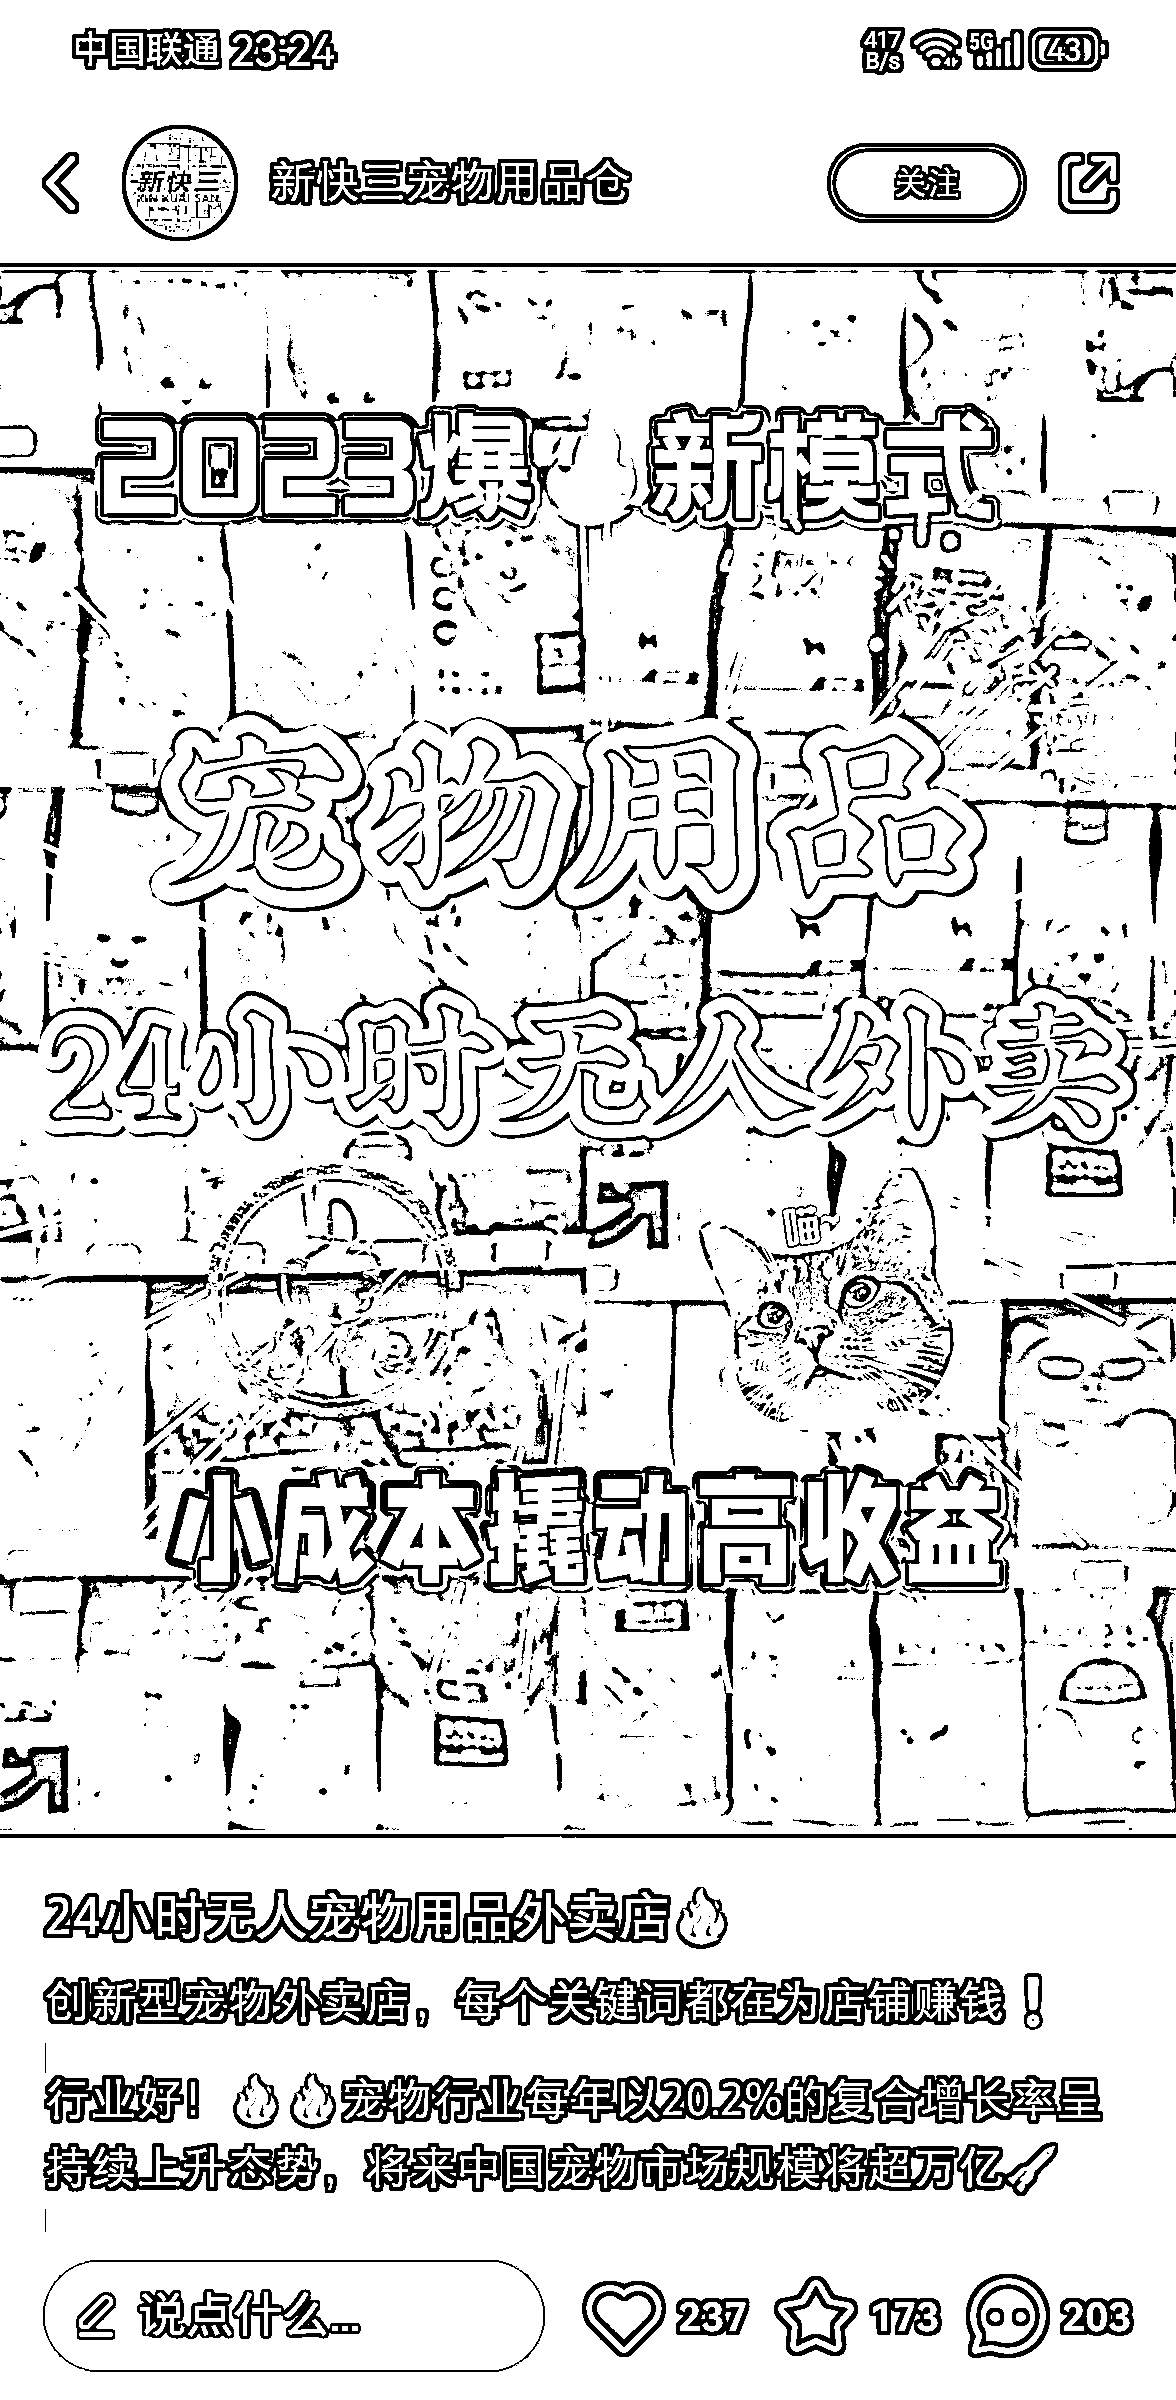 中国联通 23:24
417 B/s 5G 43
新快三
XIN KUAI SAN
新快三宠物用品仓
关注
2023爆 新模式
宠物用品
24小时无人外卖
喵~
小成本撬动高收益
24小时无人宠物用品外卖店🔥
创新型宠物外卖店，每个关键词都在为店铺赚钱❗
行业好！🔥🔥宠物行业每年以20.2%的复合增长率呈
持续上升态势，将来中国宠物市场规模将超万亿🚀
说点什么...
237
173
203